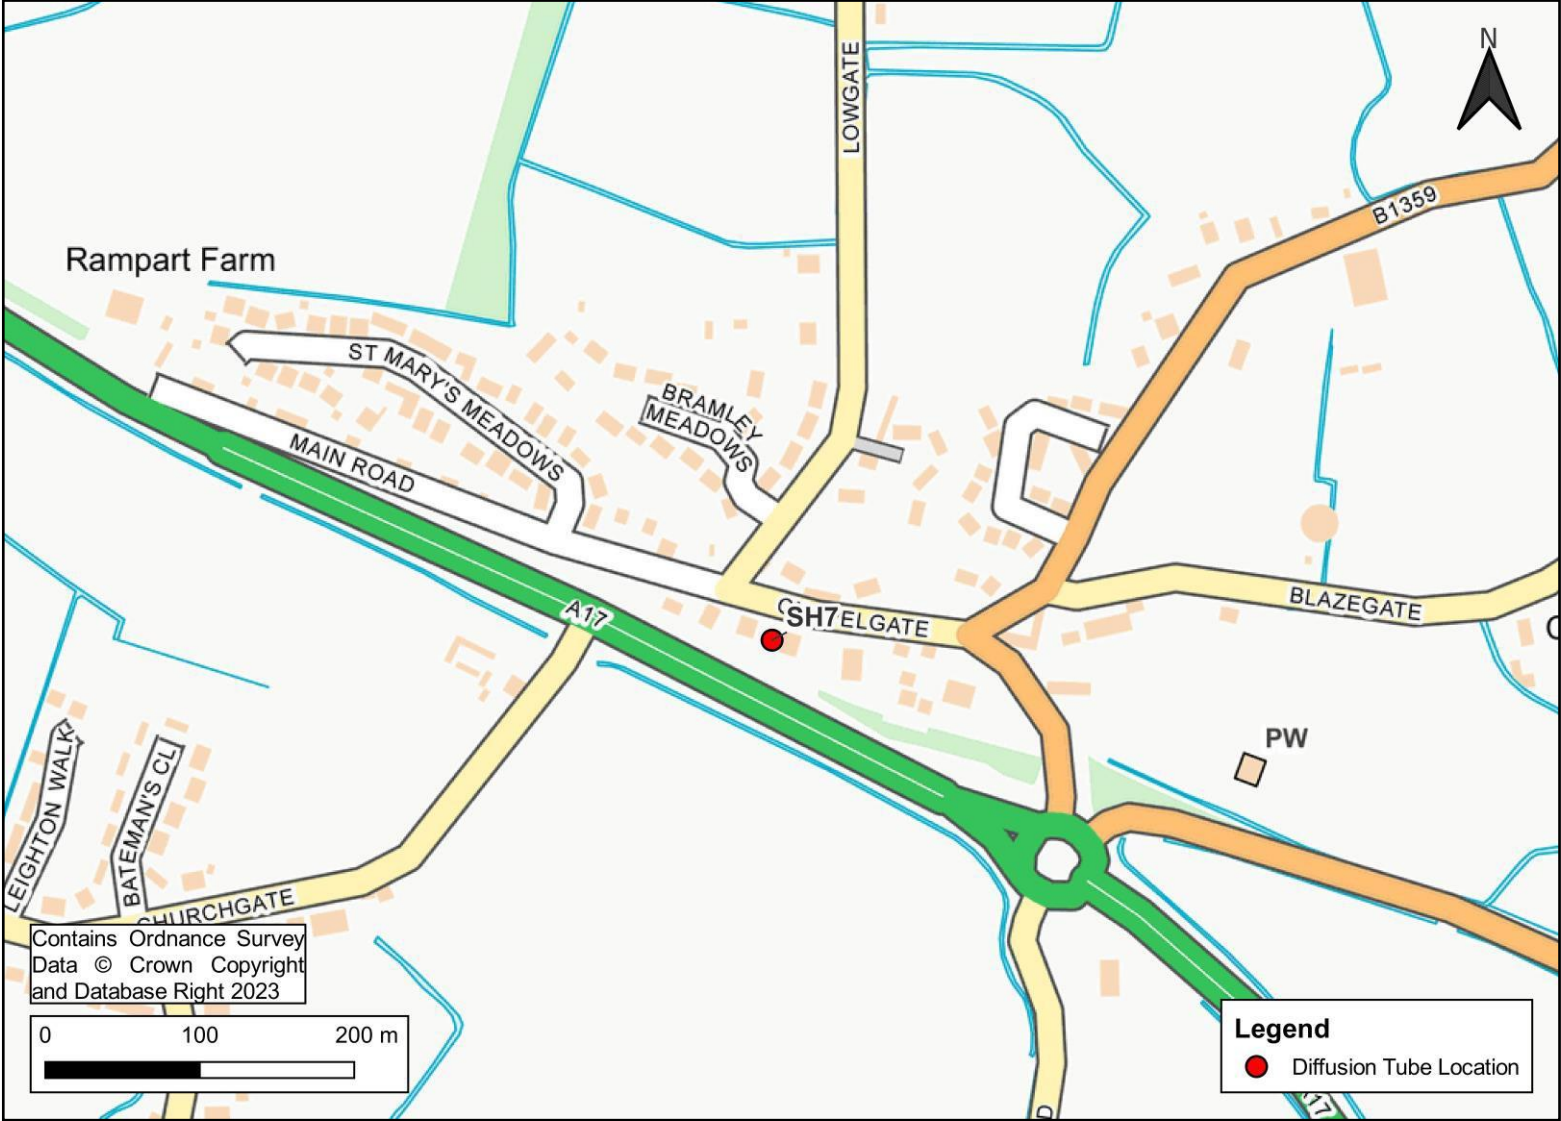 LOWGATE
N
B1359
Rampart Farm
ST MARY'S MEADOWS
BRAMLEY
MEADOWS
MAIN ROAD
A17
SH7
ELGATE
BLAZEGATE
PW
LEIGHTON WALK
BATEMAN'S CL
CHURCHGATE
Contains Ordnance Survey
Data © Crown Copyright
and Database Right 2023
0 100 200 m
Legend
Diffusion Tube Location
A17
D